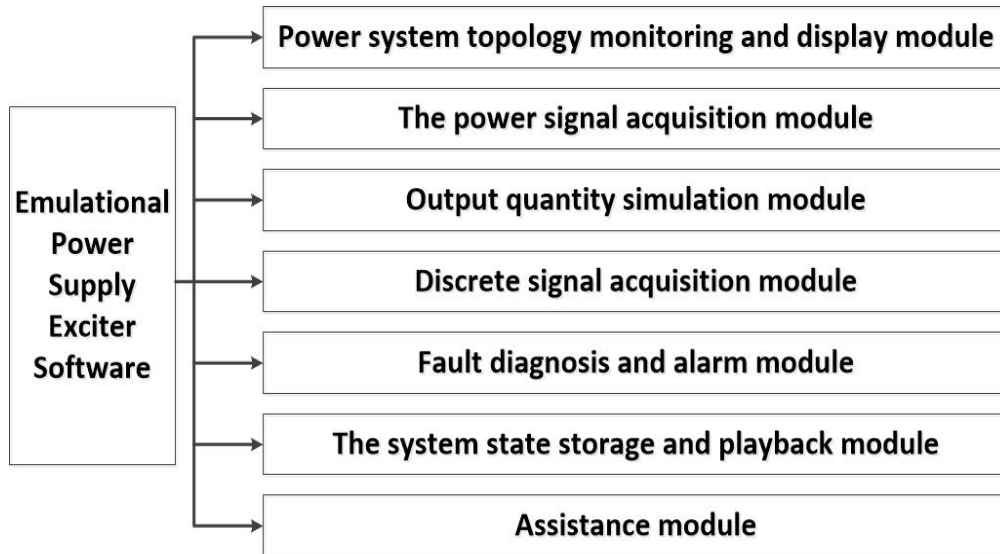 Emulational
Power
Supply
Exciter
Software
Power system topology monitoring and display module
The power signal acquisition module
Output quantity simulation module
Discrete signal acquisition module
Fault diagnosis and alarm module
The system state storage and playback module
Assistance module